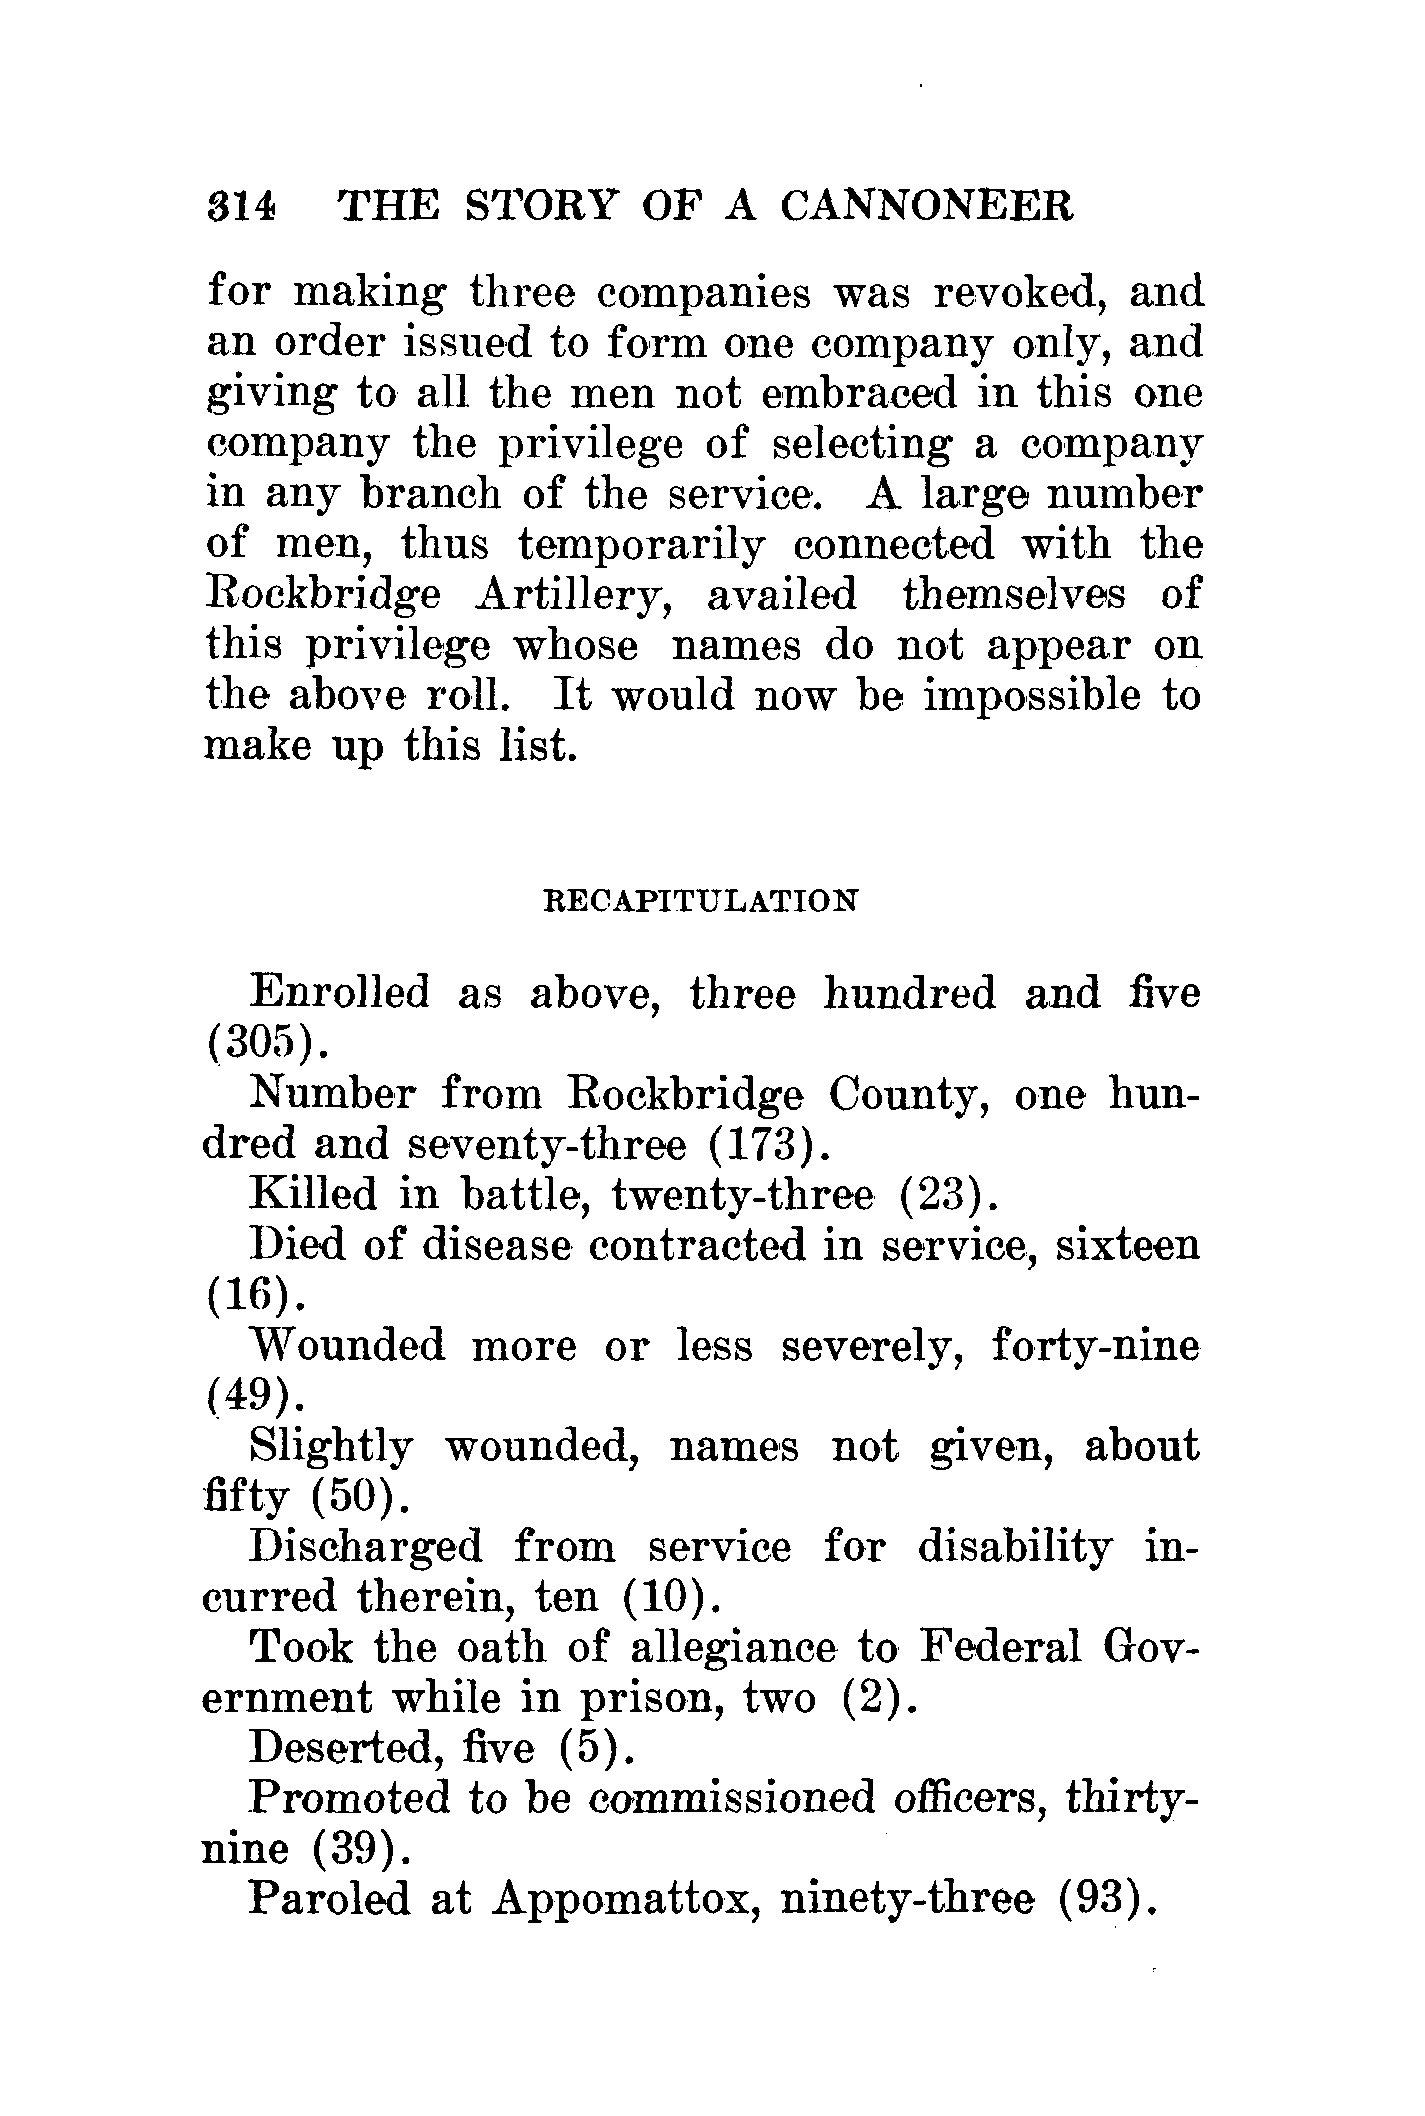 314 THE STORY OF A CANNONEER
for making three companies was revoked, and
an order issued to form one company only, and
giving to all the men not embraced in this one
company the privilege of selecting a company
in any branch of the service. A large number
of men, thus temporarily connected with the
Rockbridge Artillery, availed themselves of
this privilege whose names do not appear on
the above roll. It would now be impossible to
make up this list.
RECAPITULATION
Enrolled as above, three hundred and five
(305).
Number from Rockbridge County, one hun-
dred and seventy-three (173).
Killed in battle, twenty-three (23).
Died of disease contracted in service, sixteen
(16).
Wounded more or less severely, forty-nine
(49).
Slightly wounded, names not given, about
fifty (50).
Discharged from service for disability in-
curred therein, ten (10).
Took the oath of allegiance to Federal Gov-
ernment while in prison, two (2).
Deserted, five (5).
Promoted to be commissioned officers, thirty-
nine (39).
Paroled at Appomattox, ninety-three (93).